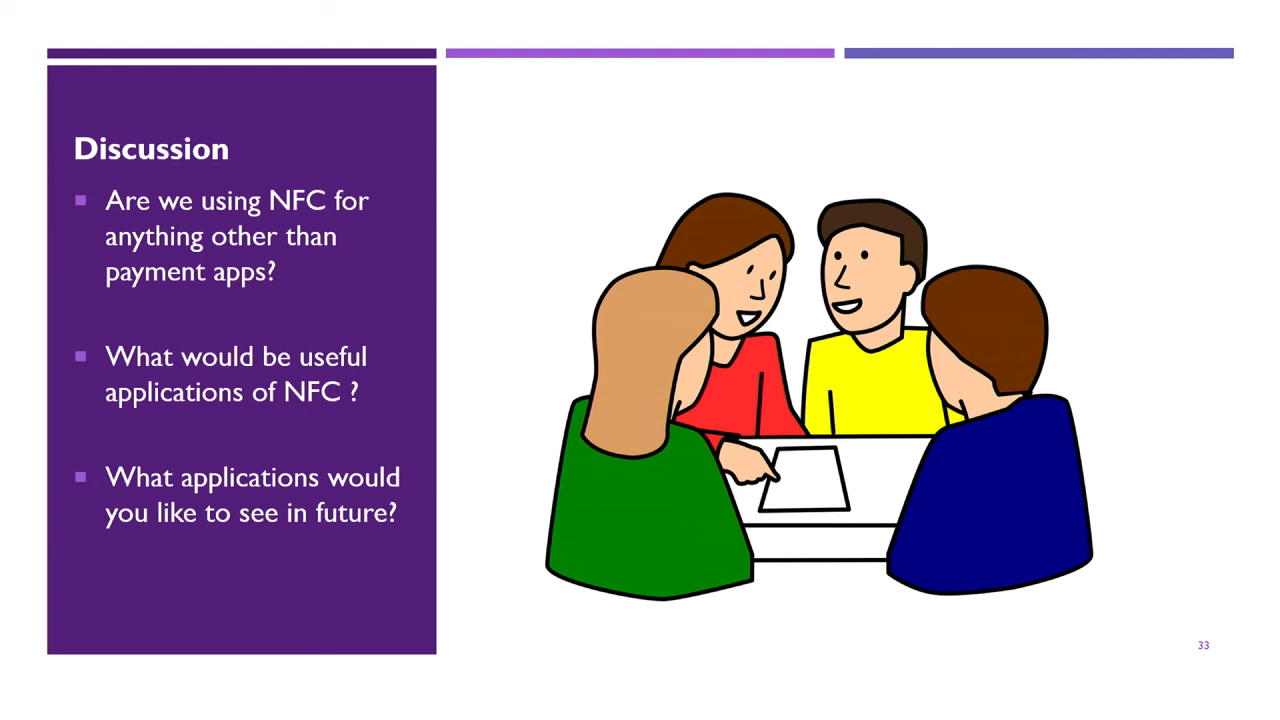 Discussion
Are we using NFC for
anything other than
payment apps?
What would be useful
applications of NFC ?
What applications would
you like to see in future?
33